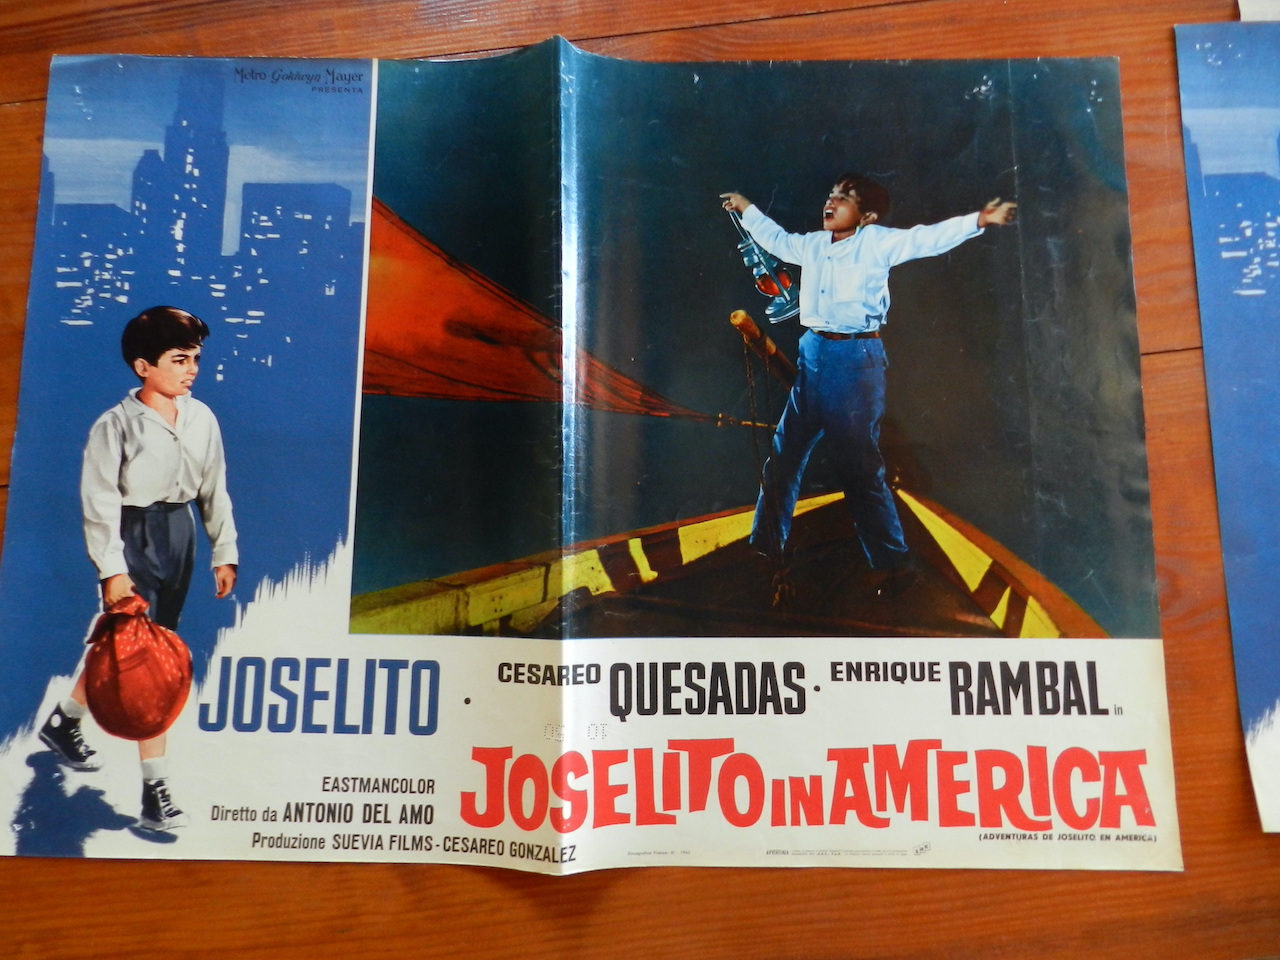 Metro Goldwyn Mayer
PRESENTA
JOSELITO · CESAREO QUESADAS · ENRIQUE RAMBAL in
JOSELITO IN AMERICA
(ADVENTURAS DE JOSELITO EN AMERICA)
EASTMANCOLOR
Diretto da ANTONIO DEL AMO
Produzione SUEVIA FILMS - CESAREO GONZALEZ